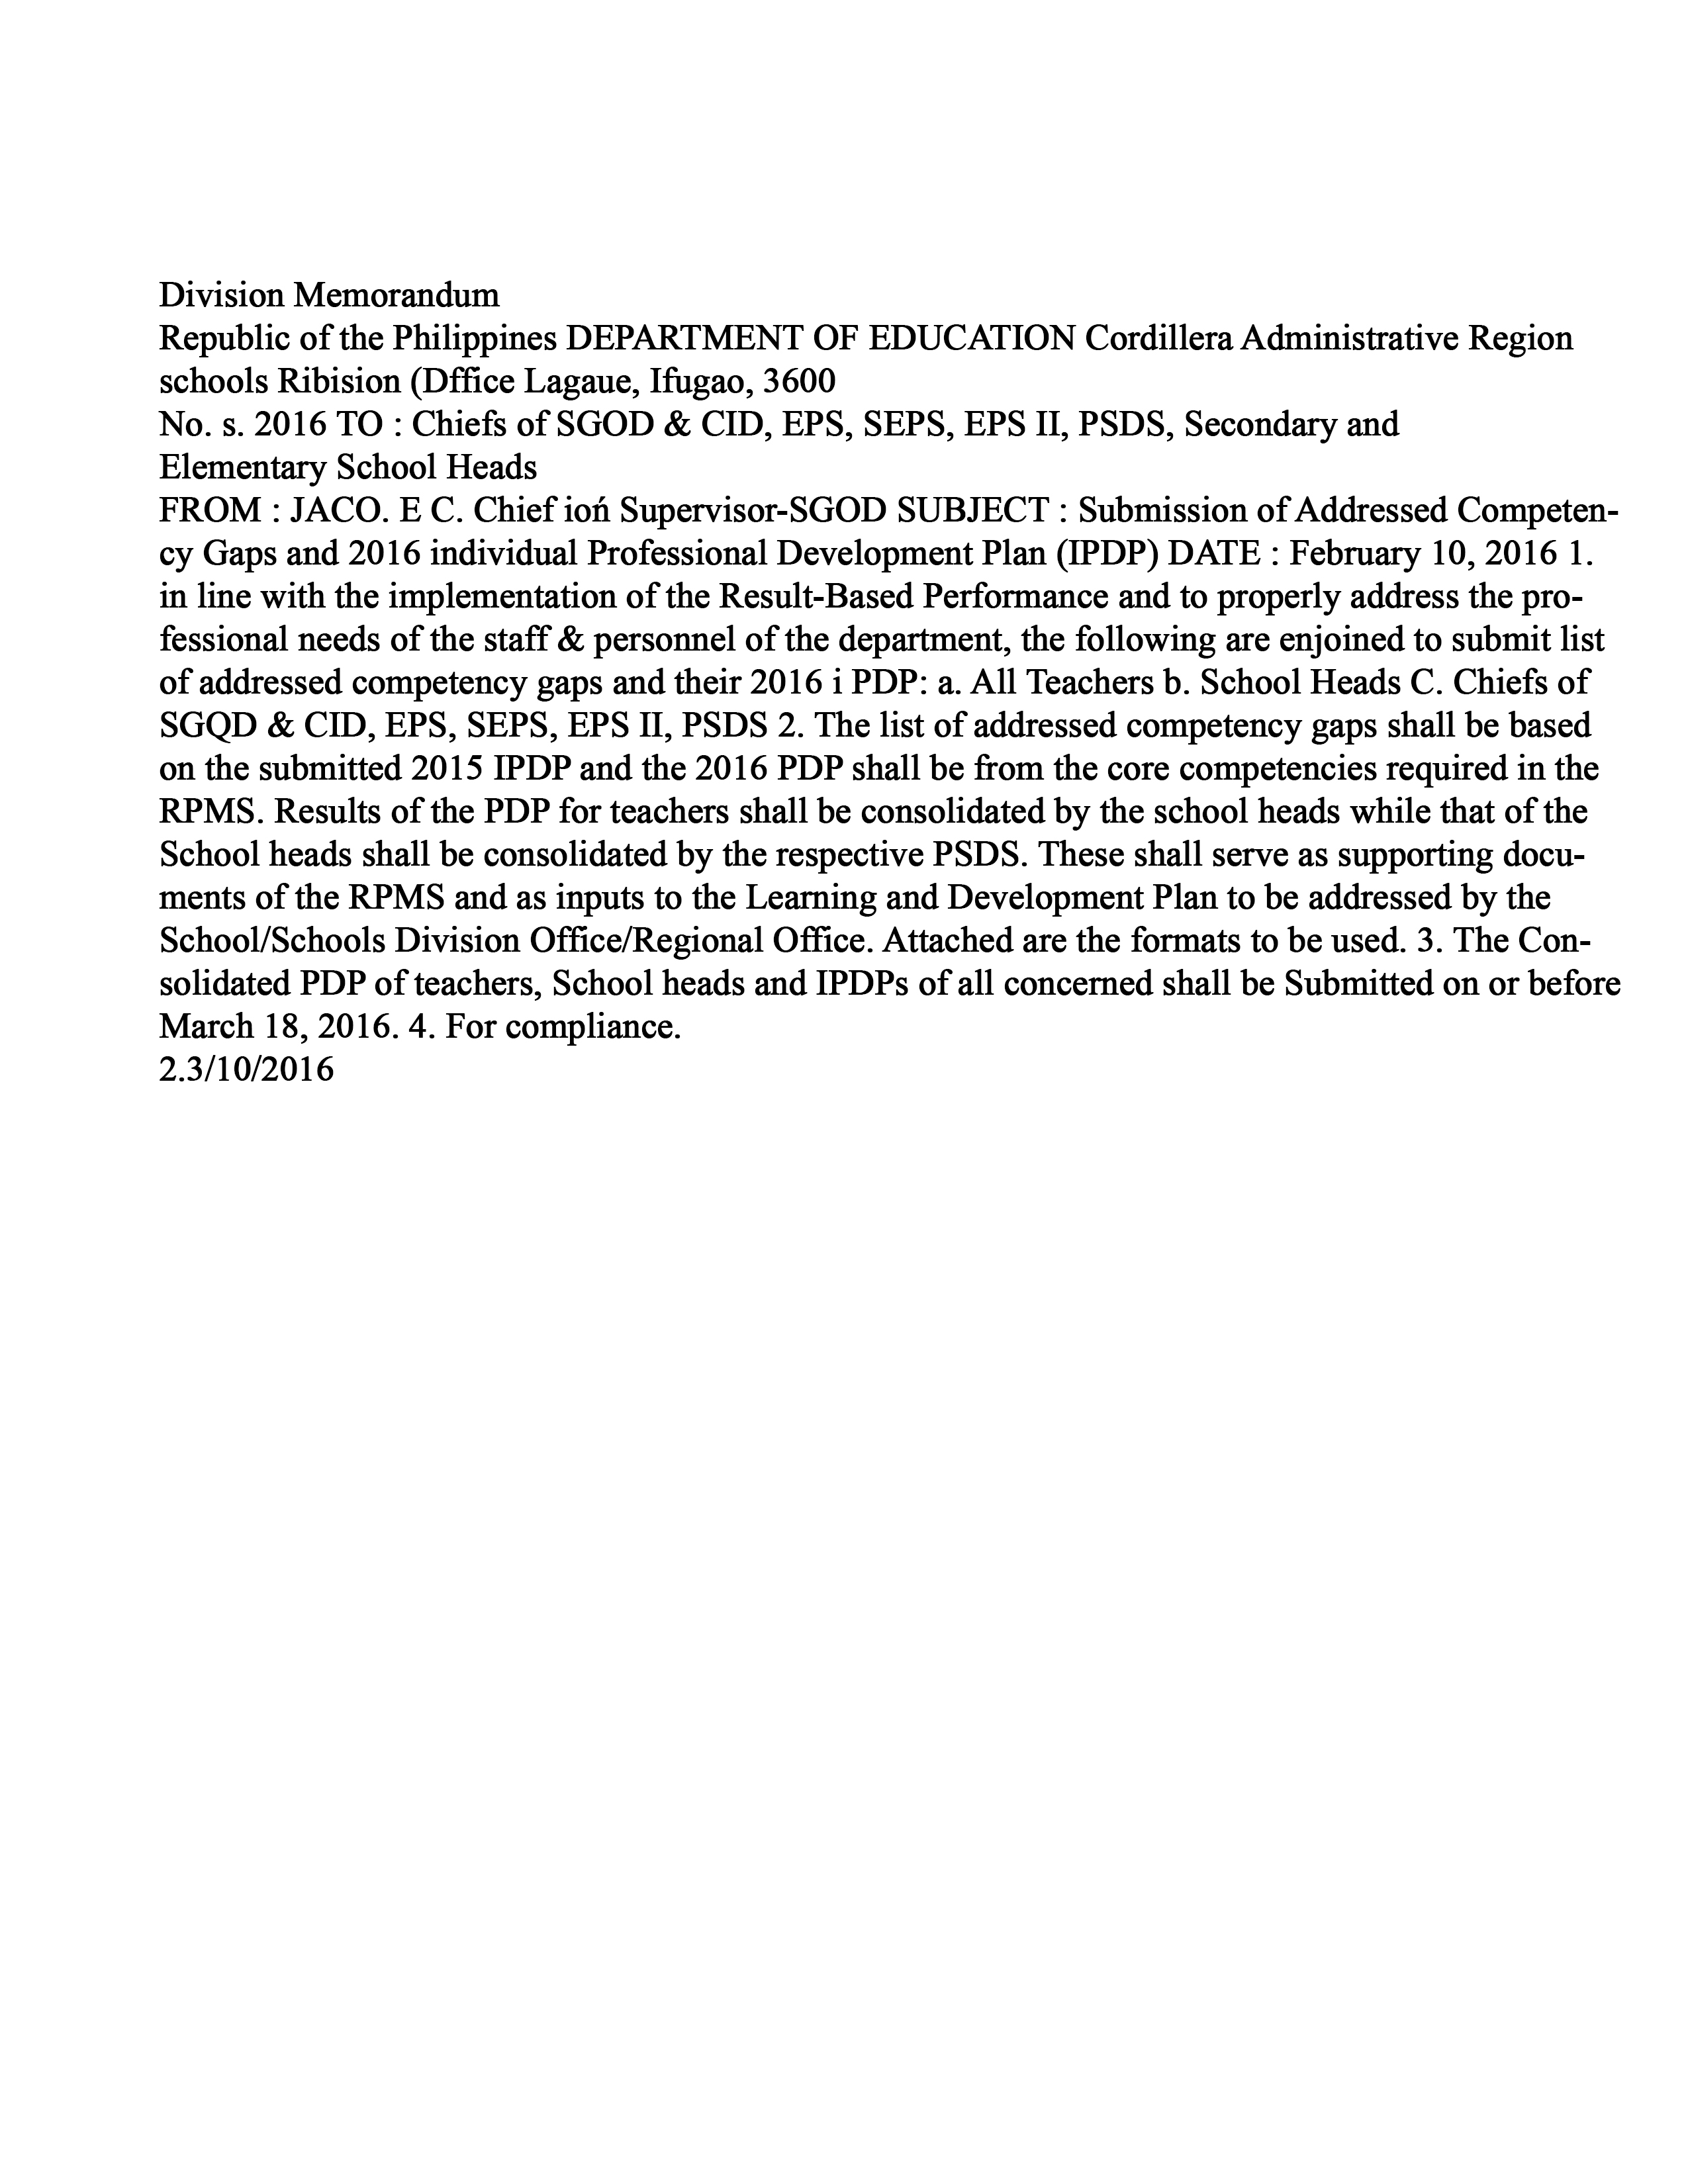 Division Memorandum
Republic of the Philippines DEPARTMENT OF EDUCATION Cordillera Administrative Region
schools Ribision (Dffice Lagaue, Ifugao, 3600
No. s. 2016 TO : Chiefs of SGOD & CID, EPS, SEPS, EPS II, PSDS, Secondary and
Elementary School Heads
FROM : JACO. E C. Chief ioń Supervisor-SGOD SUBJECT : Submission of Addressed Competen-
cy Gaps and 2016 individual Professional Development Plan (IPDP) DATE : February 10, 2016 1.
in line with the implementation of the Result-Based Performance and to properly address the pro-
fessional needs of the staff & personnel of the department, the following are enjoined to submit list
of addressed competency gaps and their 2016 i PDP: a. All Teachers b. School Heads C. Chiefs of
SGQD & CID, EPS, SEPS, EPS II, PSDS 2. The list of addressed competency gaps shall be based
on the submitted 2015 IPDP and the 2016 PDP shall be from the core competencies required in the
RPMS. Results of the PDP for teachers shall be consolidated by the school heads while that of the
School heads shall be consolidated by the respective PSDS. These shall serve as supporting docu-
ments of the RPMS and as inputs to the Learning and Development Plan to be addressed by the
School/Schools Division Office/Regional Office. Attached are the formats to be used. 3. The Con-
solidated PDP of teachers, School heads and IPDPs of all concerned shall be Submitted on or before
March 18, 2016. 4. For compliance.
2.3/10/2016